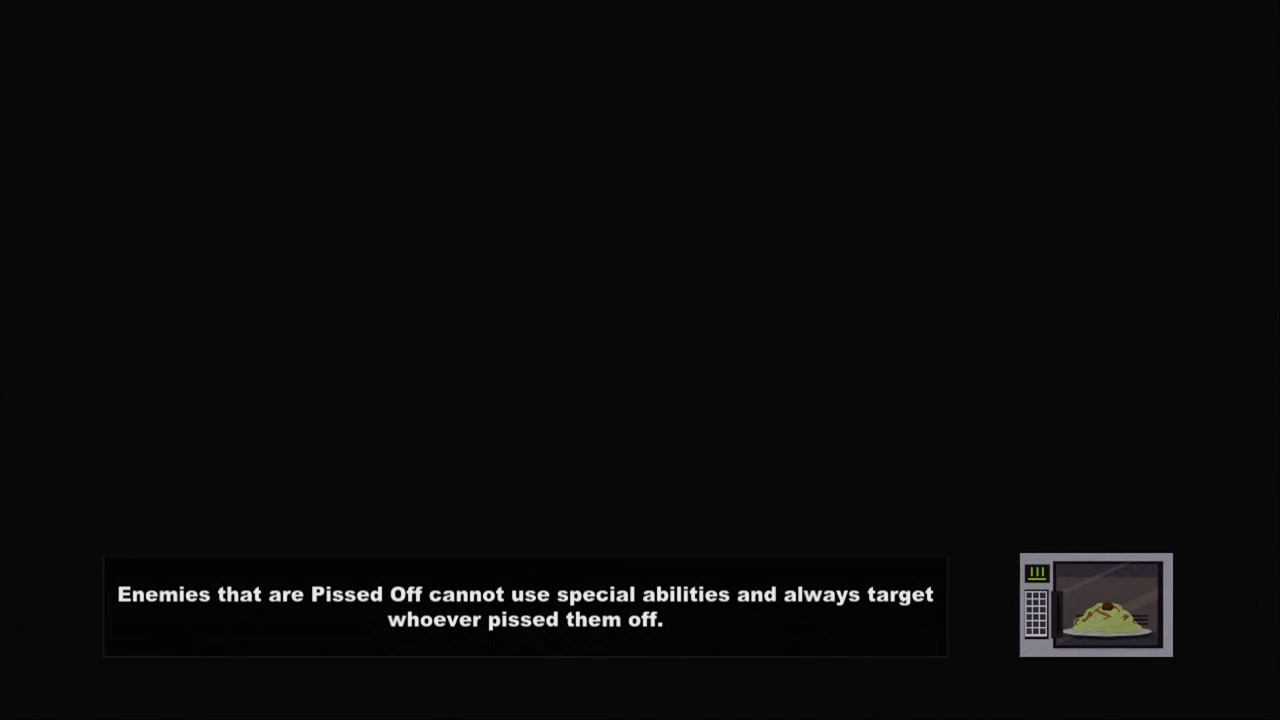 Enemies that are Pissed Off cannot use special abilities and always target
whoever pissed them off.